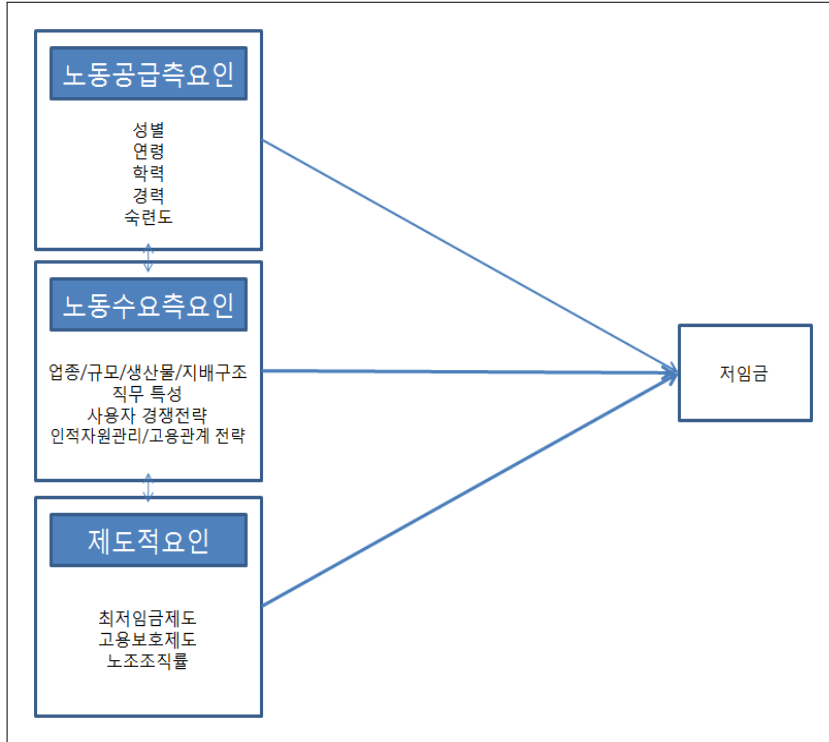 노동공급측요인
성별
연령
학력
경력
숙련도
노동수요측요인
업종/규모/생산물/지배구조
직무 특성
사용자 경쟁전략
인적자원관리/고용관계 전략
제도적요인
최저임금제도
고용보호제도
노조조직률
저임금